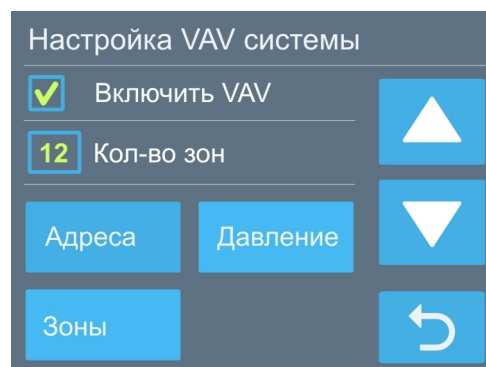 Настройка VAV системы
Включить VAV
12 Кол-во зон
Адреса Давление
Зоны